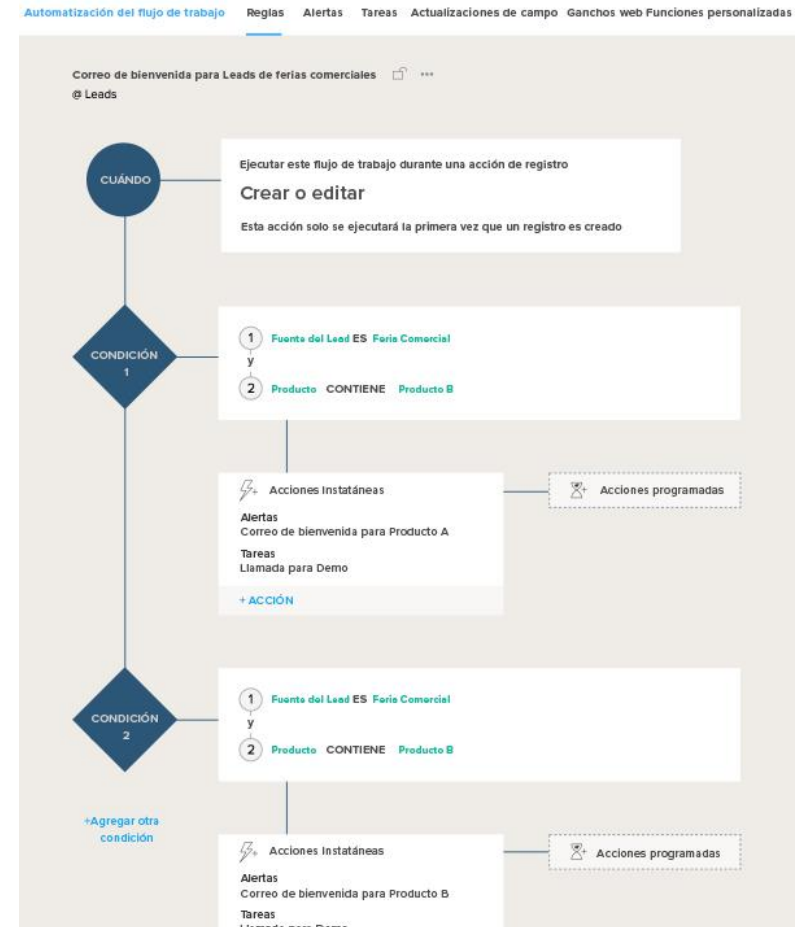 Automatización del flujo de trabajo Reglas Alertas Tareas Actualizaciones de campo Ganchos web Funciones personalizadas
Correo de bienvenida para Leads de ferias comerciales
@ Leads
CUÁNDO
Ejecutar este flujo de trabajo durante una acción de registro
Crear o editar
Esta acción solo se ejecutará la primera vez que un registro es creado
CONDICIÓN
1
1 Fuente del Lead ES Feria Comercial
y
2 Producto CONTIENE Producto B
Acciones Instatáneas
Acciones programadas
Alertas
Correo de bienvenida para Producto A
Tareas
Llamada para Demo
+ ACCIÓN
CONDICIÓN
2
1 Fuente del Lead ES Feria Comercial
y
2 Producto CONTIENE Producto B
+Agregar otra
condición
Acciones Instatáneas
Acciones programadas
Alertas
Correo de bienvenida para Producto B
Tareas
Llamada para Demo